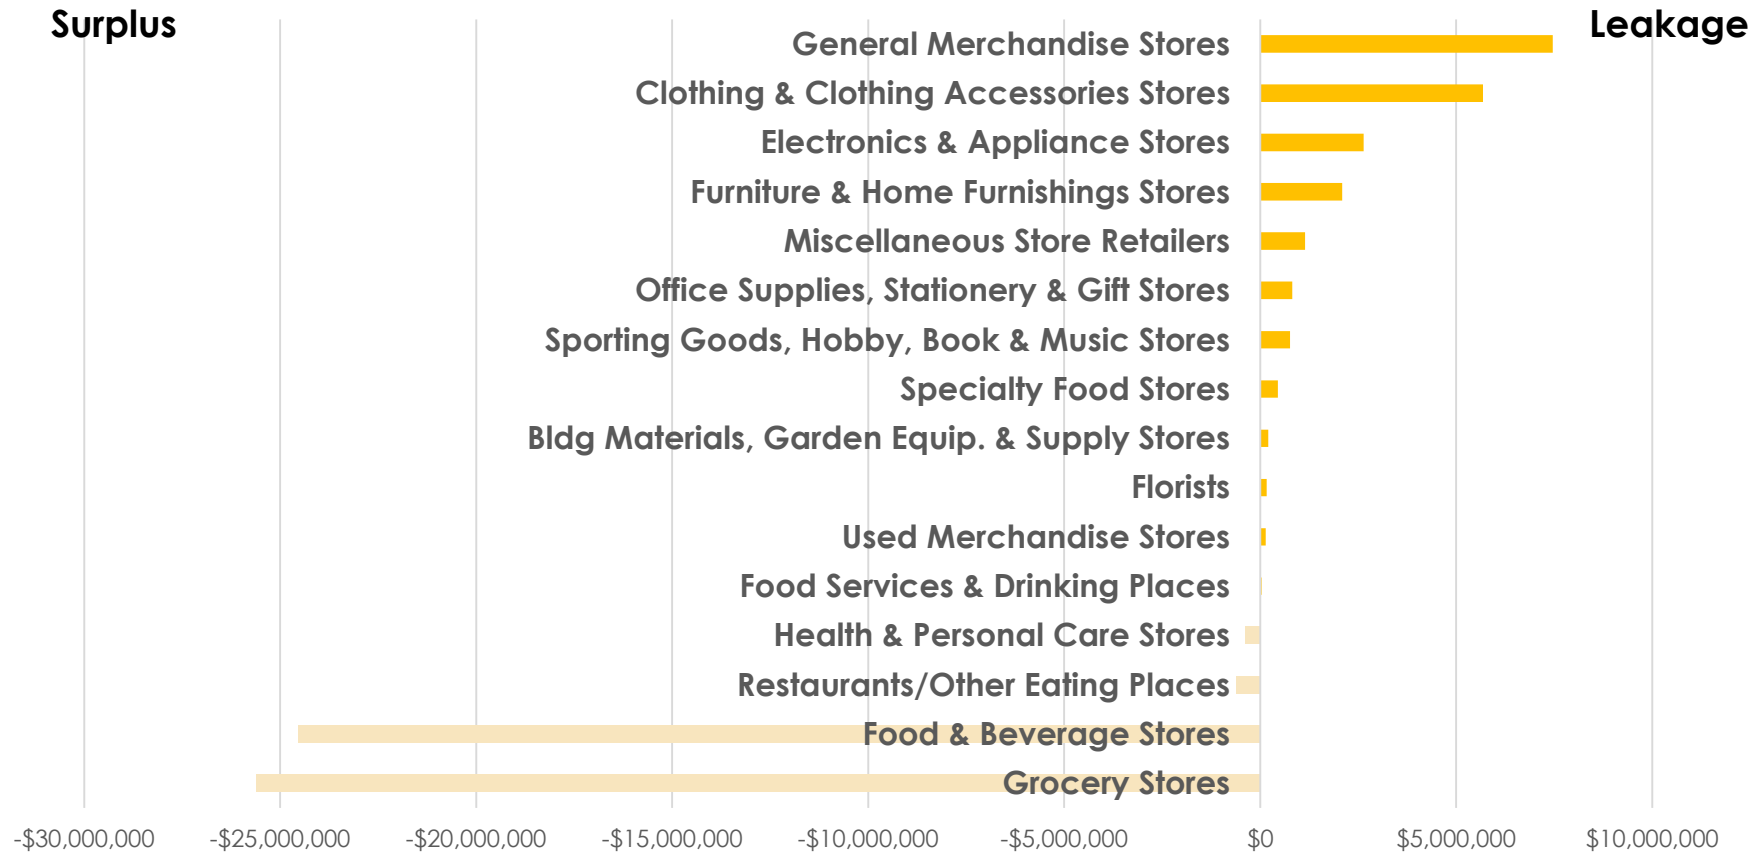 Surplus
Leakage
General Merchandise Stores
Clothing & Clothing Accessories Stores
Electronics & Appliance Stores
Furniture & Home Furnishings Stores
Miscellaneous Store Retailers
Office Supplies, Stationery & Gift Stores
Sporting Goods, Hobby, Book & Music Stores
Specialty Food Stores
Bldg Materials, Garden Equip. & Supply Stores
Florists
Used Merchandise Stores
Food Services & Drinking Places
Health & Personal Care Stores
Restaurants/Other Eating Places
Food & Beverage Stores
Grocery Stores
-$30,000,000 -$25,000,000 -$20,000,000 -$15,000,000 -$10,000,000 -$5,000,000 $0 $5,000,000 $10,000,000